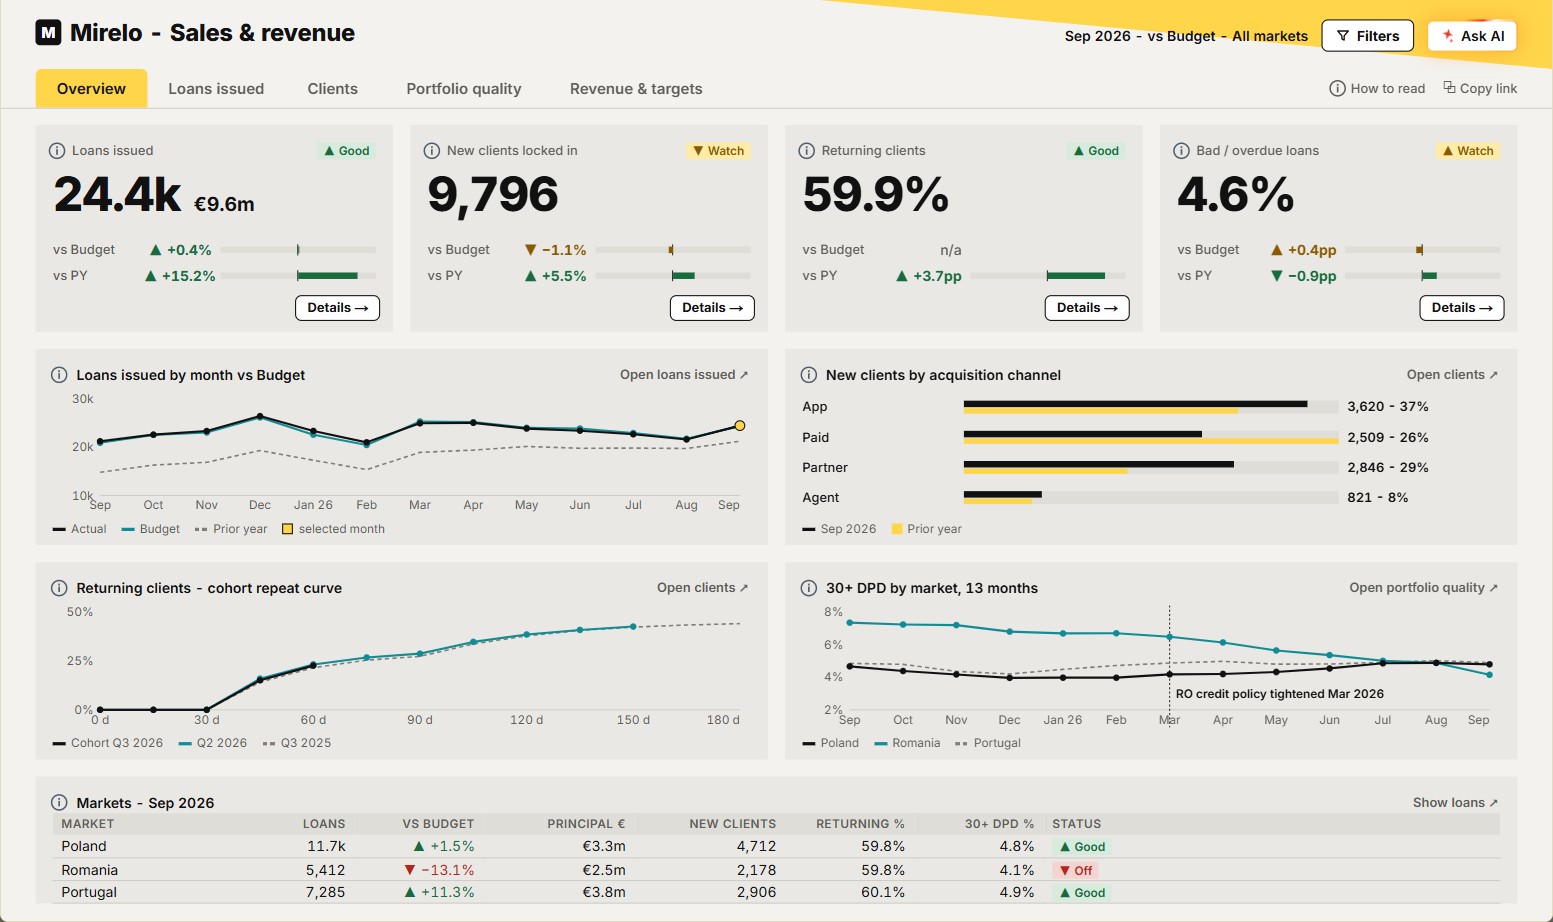 M Mirelo - Sales & revenue
Sep 2026 - vs Budget - All markets Filters Ask AI
Overview Loans issued Clients Portfolio quality Revenue & targets How to read Copy link
Loans issued ▲ Good
24.4k €9.6m
vs Budget ▲ +0.4%
vs PY ▲ +15.2%
Details →
New clients locked in ▼ Watch
9,796
vs Budget ▼ −1.1%
vs PY ▲ +5.5%
Details →
Returning clients ▲ Good
59.9%
vs Budget n/a
vs PY ▲ +3.7pp
Details →
Bad / overdue loans ▲ Watch
4.6%
vs Budget ▲ +0.4pp
vs PY ▼ −0.9pp
Details →
Loans issued by month vs Budget Open loans issued ↗
30k
20k
10k
Sep Oct Nov Dec Jan 26 Feb Mar Apr May Jun Jul Aug Sep
Actual Budget Prior year selected month
New clients by acquisition channel Open clients ↗
App 3,620 - 37%
Paid 2,509 - 26%
Partner 2,846 - 29%
Agent 821 - 8%
Sep 2026 Prior year
Returning clients - cohort repeat curve Open clients ↗
50%
25%
0%
0 d 30 d 60 d 90 d 120 d 150 d 180 d
Cohort Q3 2026 Q2 2026 Q3 2025
30+ DPD by market, 13 months Open portfolio quality ↗
8%
6%
4%
RO credit policy tightened Mar 2026
2%
Sep Oct Nov Dec Jan 26 Feb Mar Apr May Jun Jul Aug Sep
Poland Romania Portugal
Markets - Sep 2026 Show loans ↗
MARKET LOANS VS BUDGET PRINCIPAL € NEW CLIENTS RETURNING % 30+ DPD % STATUS
Poland 11.7k ▲ +1.5% €3.3m 4,712 59.8% 4.8% ▲ Good
Romania 5,412 ▼ −13.1% €2.5m 2,178 59.8% 4.1% ▼ Off
Portugal 7,285 ▲ +11.3% €3.8m 2,906 60.1% 4.9% ▲ Good